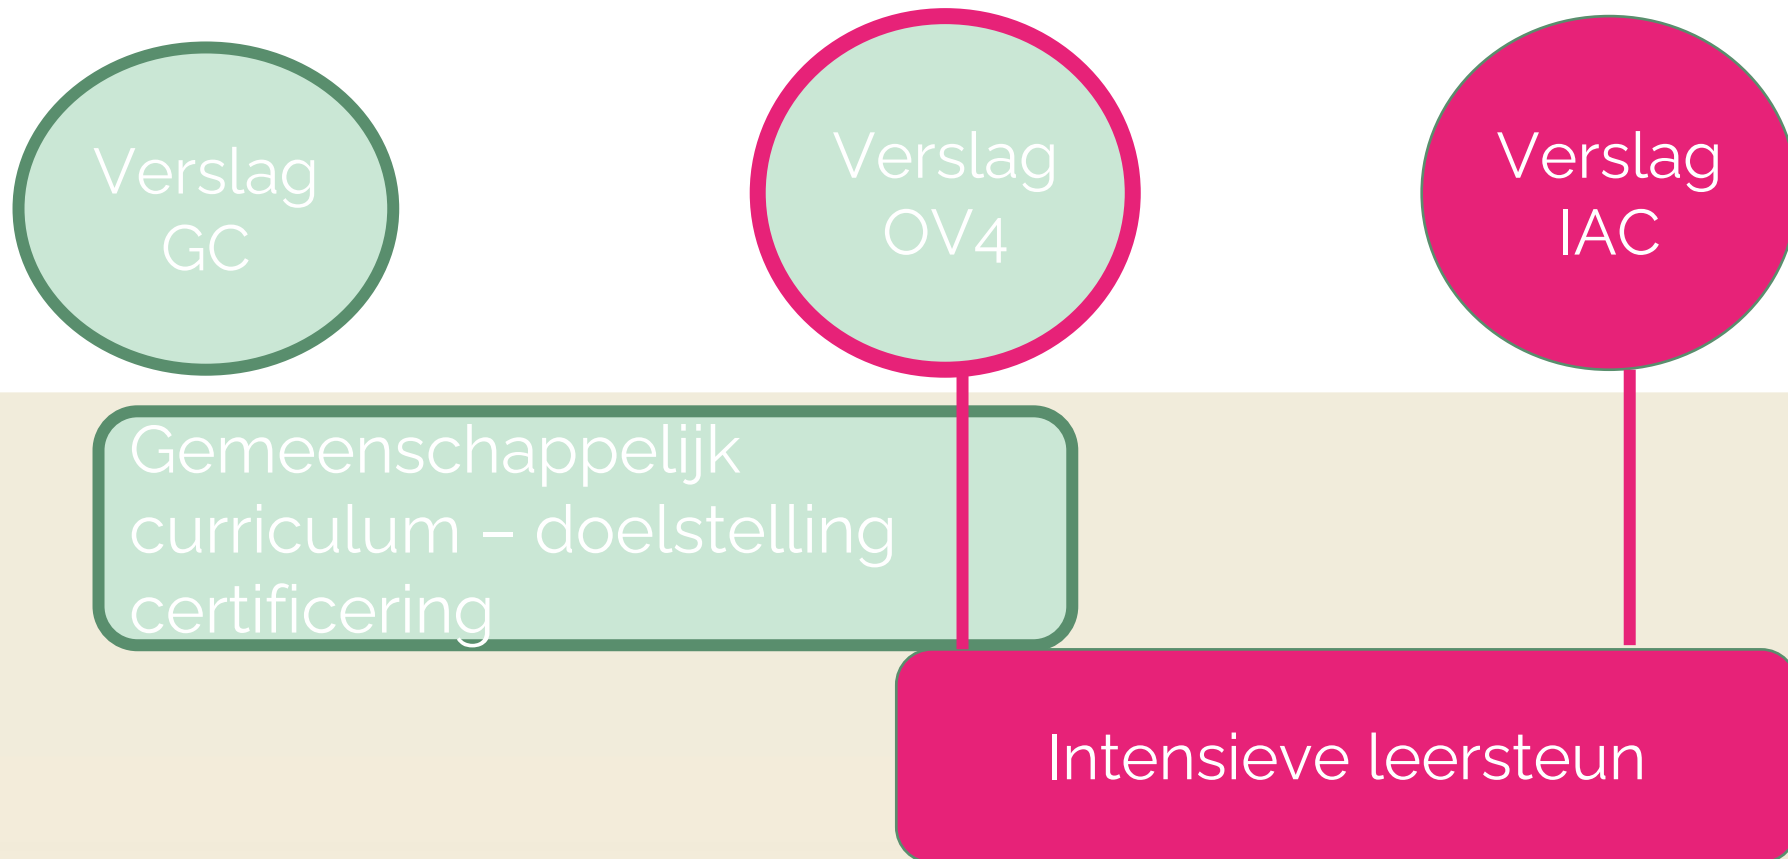 Verslag
GC
Verslag
OV4
Verslag
IAC
Gemeenschappelijk
curriculum – doelstelling
certificering
Intensieve leersteun